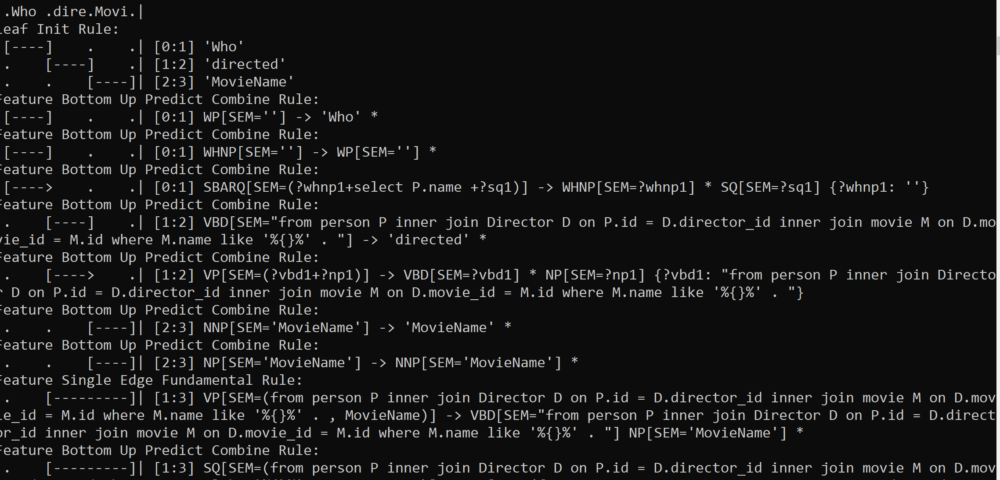 .Who .dire.Movi.|
Leaf Init Rule:
[----]    .    .| [0:1] 'Who'
.    [----]    .| [1:2] 'directed'
.    .    [----]| [2:3] 'MovieName'
Feature Bottom Up Predict Combine Rule:
[----]    .    .| [0:1] WP[SEM=''] -> 'Who' *
Feature Bottom Up Predict Combine Rule:
[----]    .    .| [0:1] WHNP[SEM=''] -> WP[SEM=''] *
Feature Bottom Up Predict Combine Rule:
[---->    .    .| [0:1] SBARQ[SEM=(?whnp1+select P.name +?sq1)] -> WHNP[SEM=?whnp1] * SQ[SEM=?sq1] {?whnp1: ''}
Feature Bottom Up Predict Combine Rule:
.    [----]    .| [1:2] VBD[SEM="from person P inner join Director D on P.id = D.director_id inner join movie M on D.mo
vie_id = M.id where M.name like '%{}%' . "] -> 'directed' *
Feature Bottom Up Predict Combine Rule:
.    [---->    .| [1:2] VP[SEM=(?vbd1+?np1)] -> VBD[SEM=?vbd1] * NP[SEM=?np1] {?vbd1: "from person P inner join Directo
r D on P.id = D.director_id inner join movie M on D.movie_id = M.id where M.name like '%{}%' . "}
Feature Bottom Up Predict Combine Rule:
.    .    [----]| [2:3] NNP[SEM='MovieName'] -> 'MovieName' *
Feature Bottom Up Predict Combine Rule:
.    .    [----]| [2:3] NP[SEM='MovieName'] -> NNP[SEM='MovieName'] *
Feature Single Edge Fundamental Rule:
.    [---------]| [1:3] VP[SEM=(from person P inner join Director D on P.id = D.director_id inner join movie M on D.mov
ie_id = M.id where M.name like '%{}%' . , MovieName)] -> VBD[SEM="from person P inner join Director D on P.id = D.direct
or_id inner join movie M on D.movie_id = M.id where M.name like '%{}%' . "] NP[SEM='MovieName'] *
Feature Bottom Up Predict Combine Rule:
.    [---------]| [1:3] SQ[SEM=(from person P inner join Director D on P.id = D.director_id inner join movie M on D.mov